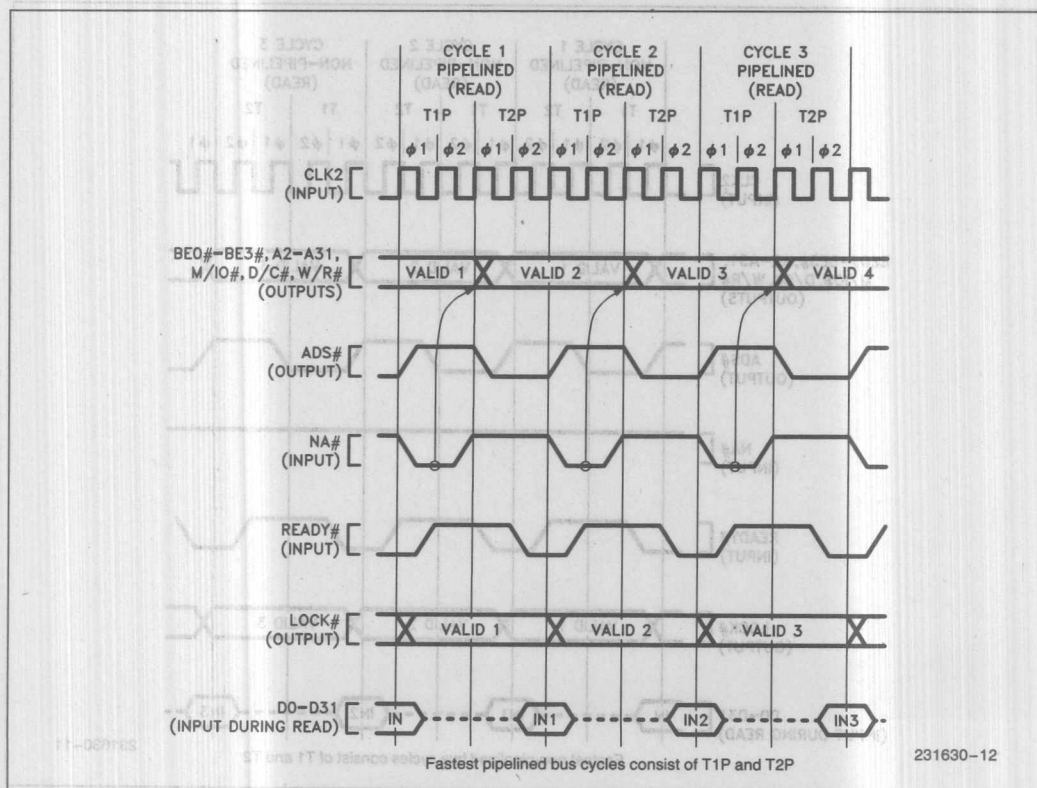 CYCLE 1 CYCLE 2 CYCLE 3
PIPELINED PIPELINED PIPELINED
(READ) (READ) (READ)
T1P T2P T1P T2P T1P T2P
ϕ1 ϕ2 ϕ1 ϕ2 ϕ1 ϕ2 ϕ1 ϕ2 ϕ1 ϕ2 ϕ1 ϕ2
CLK2
(INPUT)
BE0#-BE3#, A2-A31,
M/IO#, D/C#, W/R#
(OUTPUTS)
VALID 1 VALID 2 VALID 3 VALID 4
ADS#
(OUTPUT)
NA#
(INPUT)
READY#
(INPUT)
LOCK#
(OUTPUT)
VALID 1 VALID 2 VALID 3
D0-D31
(INPUT DURING READ)
IN IN1 IN2 IN3
Fastest pipelined bus cycles consist of T1P and T2P
231630-12